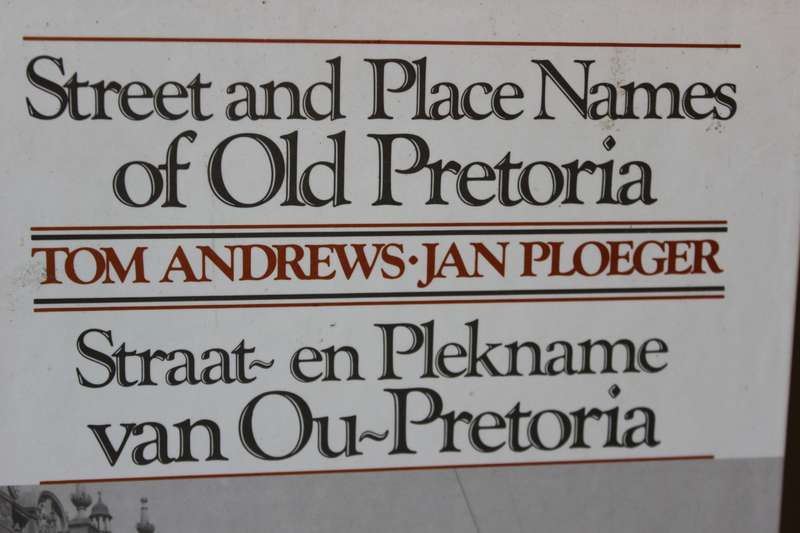 Street and Place Names
of Old Pretoria
TOM ANDREWS·JAN PLOEGER
Straat~ en Plekname
van Ou~Pretoria